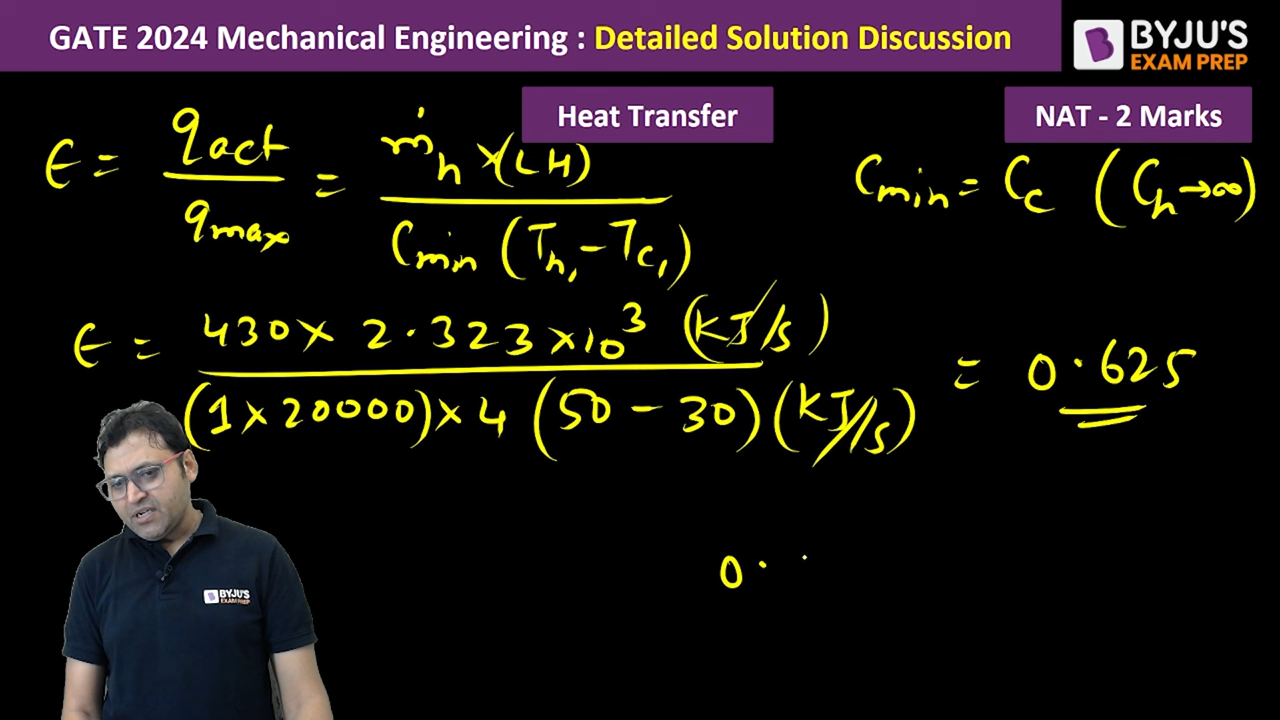 GATE 2024 Mechanical Engineering : Detailed Solution Discussion
BYJU'S
EXAM PREP
Heat Transfer
NAT - 2 Marks
ϵ = q_act / q_max = ṁ_h × (LH) / C_min (T_h1 - T_c1)
C_min = C_c (C_h → ∞)
ϵ = 430 × 2.323 × 10^3 (KJ/s) / (1 × 20000) × 4 (50 - 30) (KJ/s) = 0.625
0.
BYJU'S
EXAM PREP